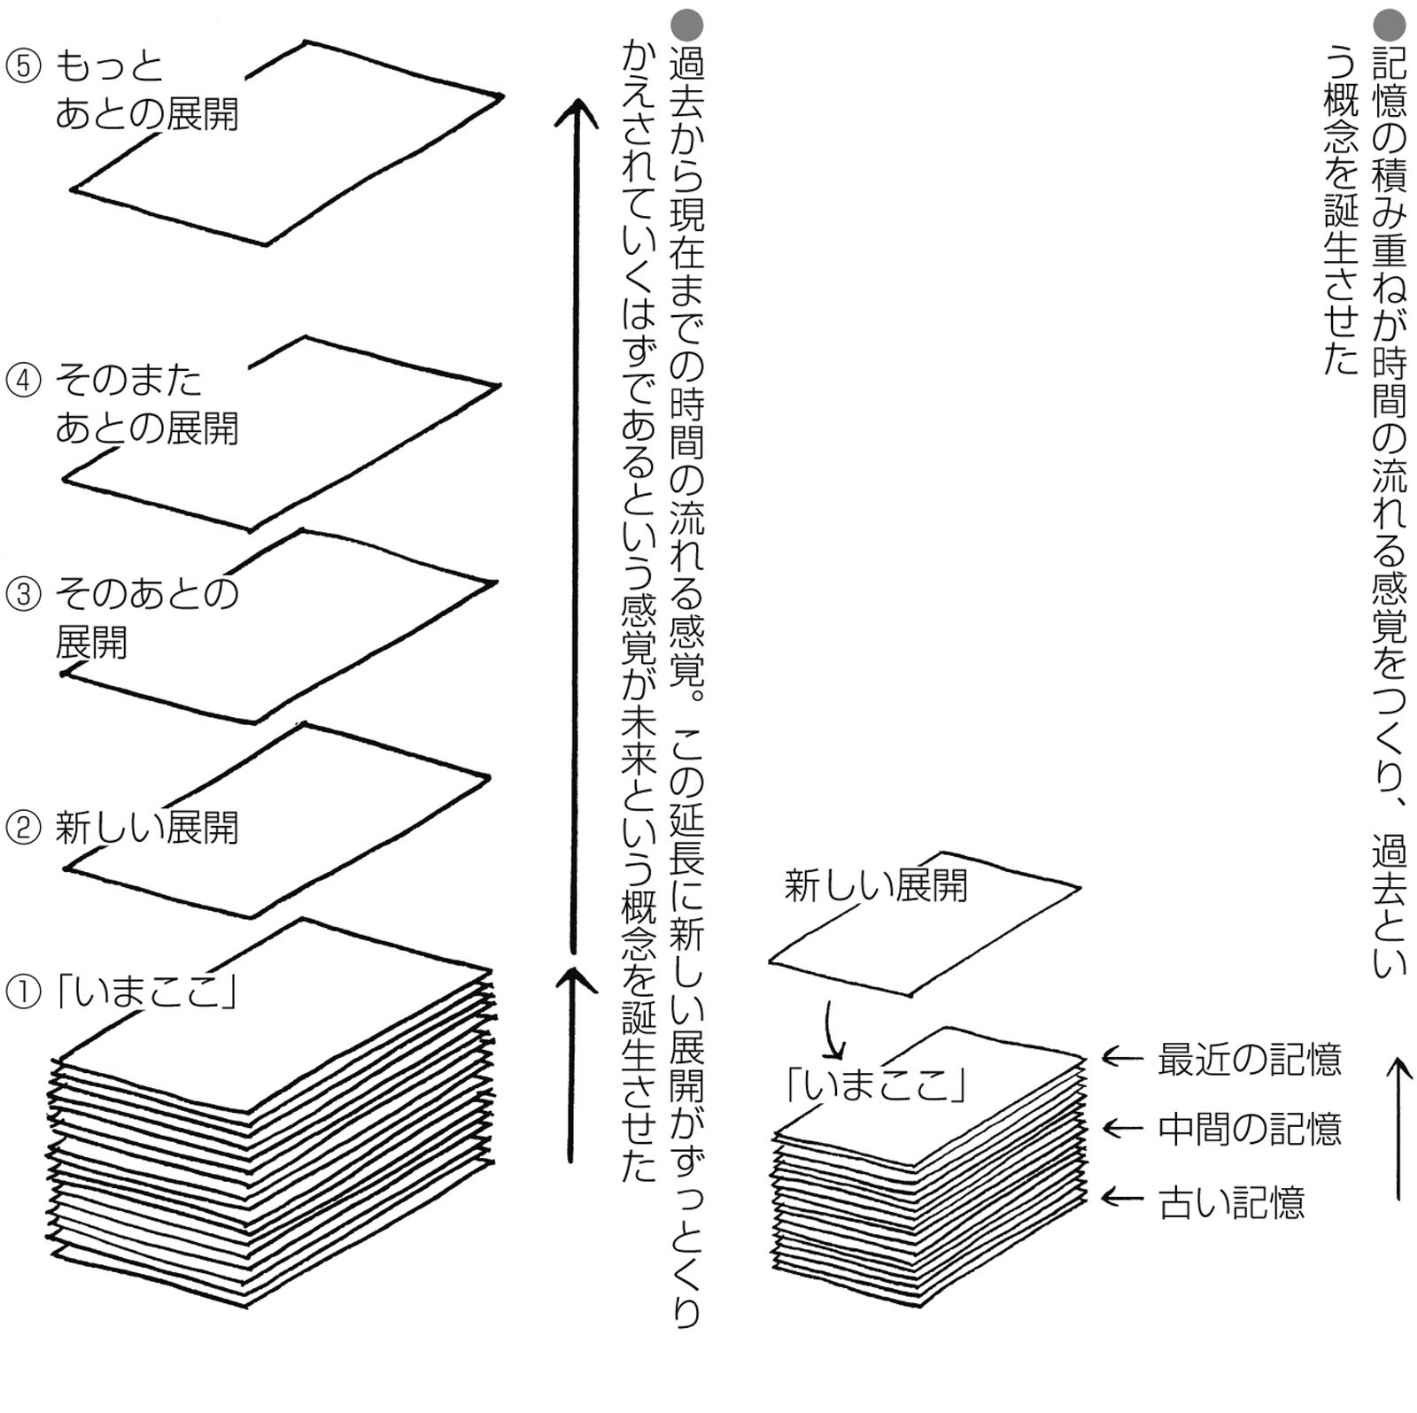 ●記憶の積み重ねが時間の流れる感覚をつくり、過去とい
う概念を誕生させた
新しい展開
「いまここ」
←最近の記憶
←中間の記憶
←古い記憶
●過去から現在までの時間の流れる感覚。この延長に新しい展開がずっとくり
かえされていくはずであるという感覚が未来という概念を誕生させた
⑤ もっと
あとの展開
④ そのまた
あとの展開
③ そのあとの
展開
② 新しい展開
① 「いまここ」